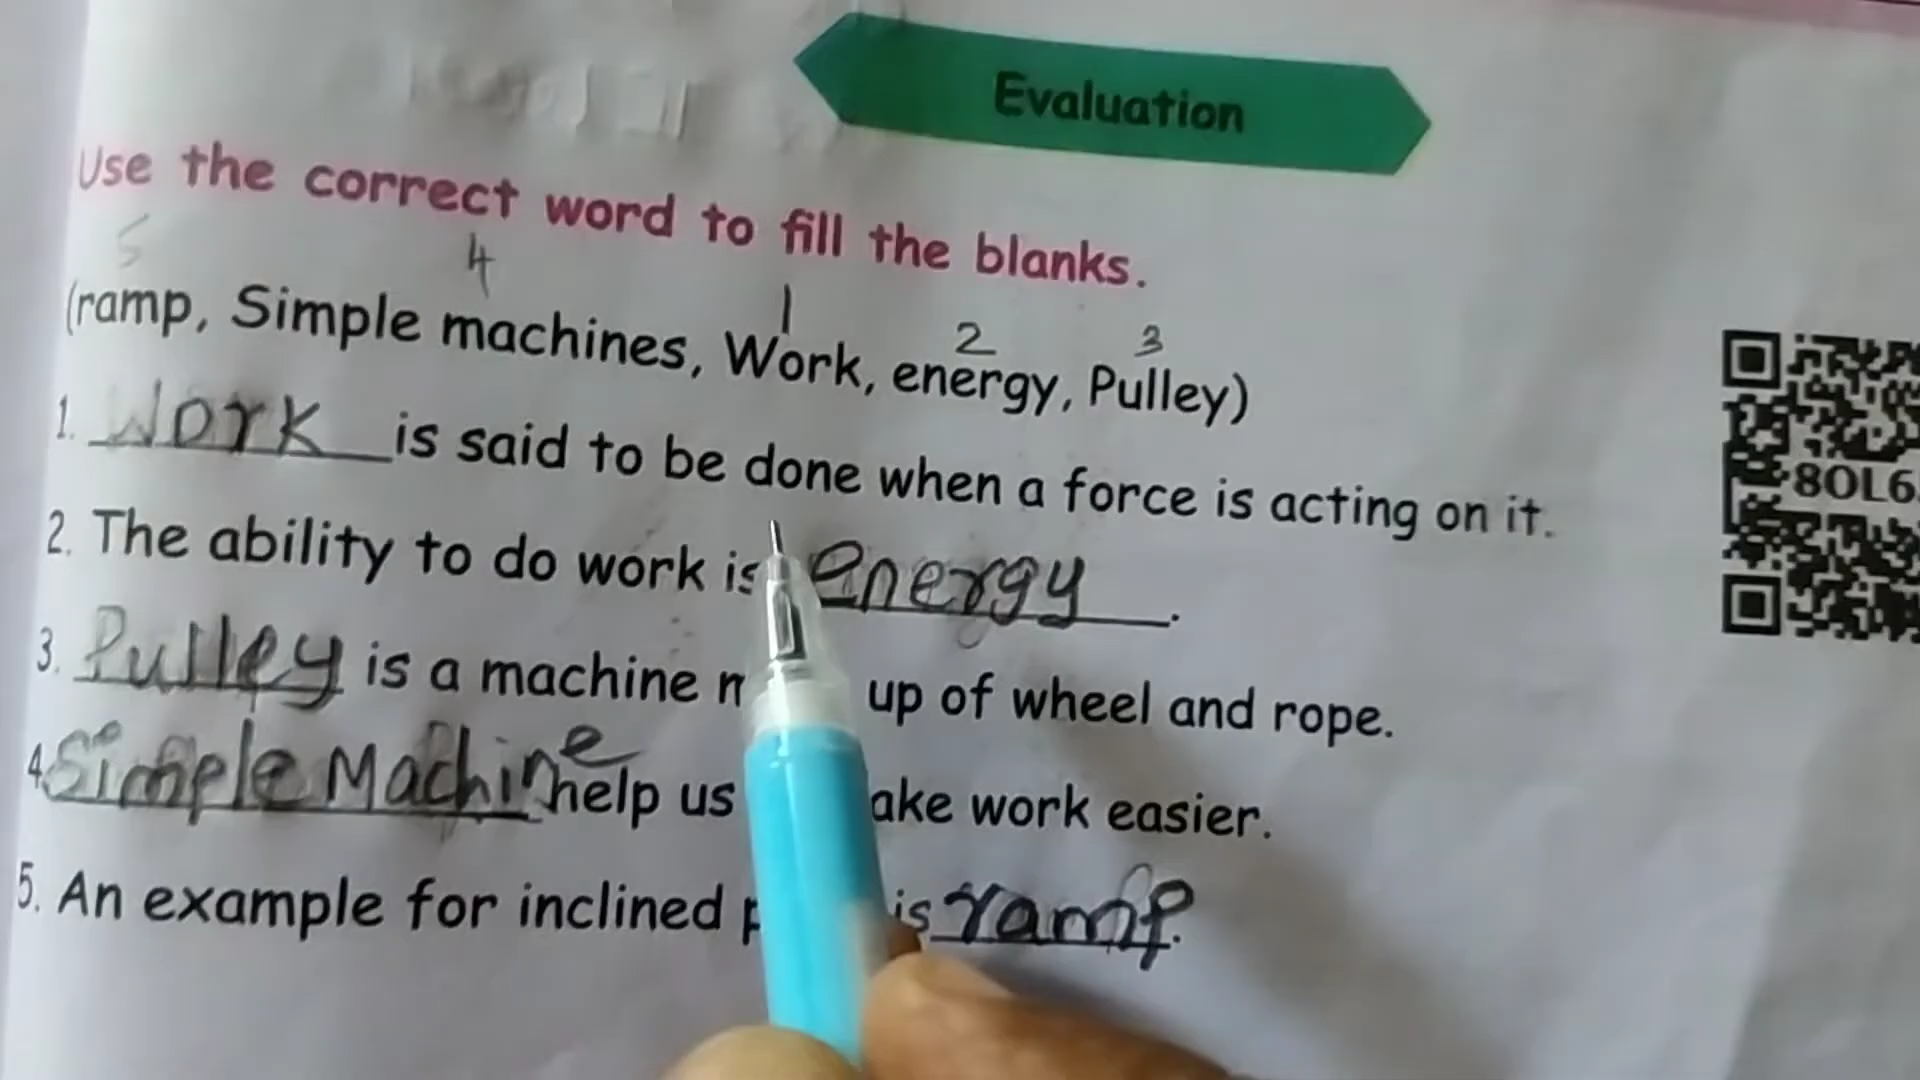 Evaluation
Use the correct word to fill the blanks.
5 4 1 2 3
(ramp, Simple machines, Work, energy, Pulley)
1. Work is said to be done when a force is acting on it.
2. The ability to do work is energy.
3. Pulley is a machine up of wheel and rope.
4. Simple Machine help us work easier.
5. An example for inclined is ramp.
8OL6